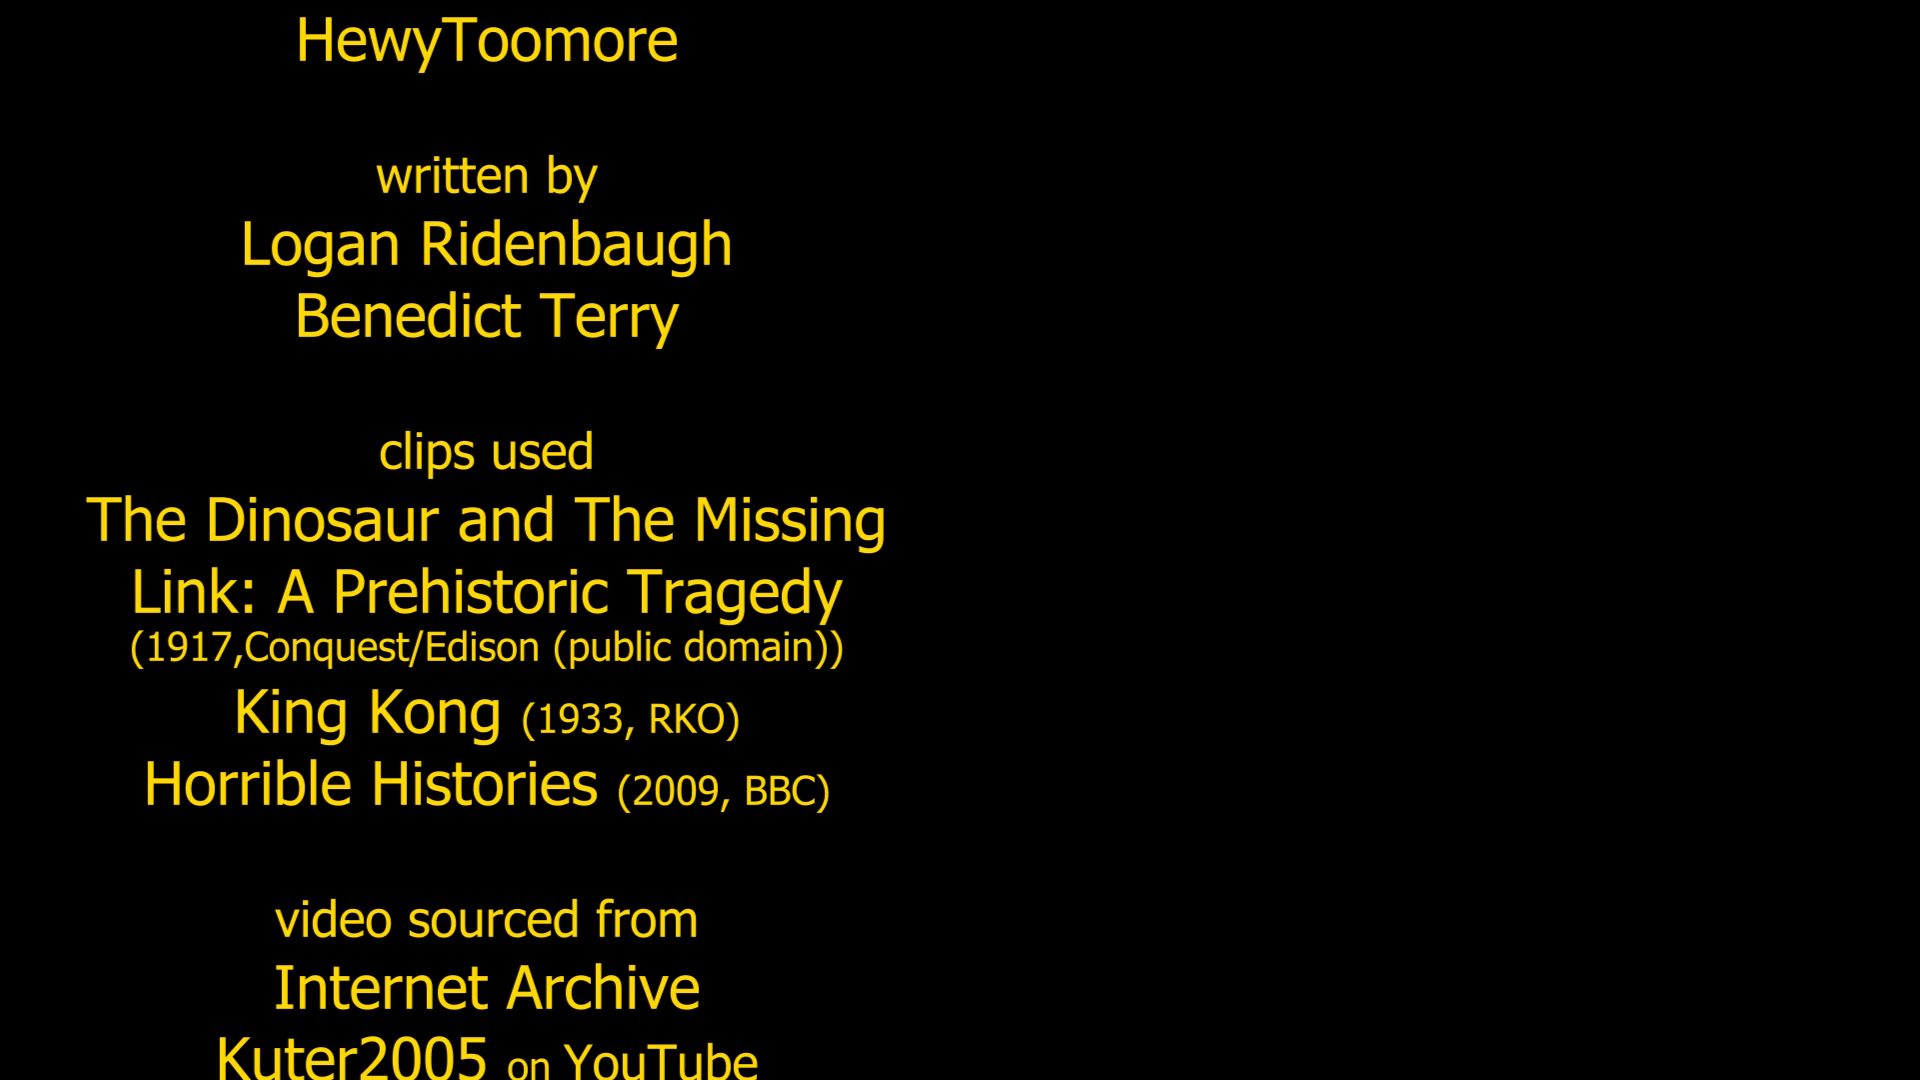 HewyToomore
written by
Logan Ridenbaugh
Benedict Terry
clips used
The Dinosaur and The Missing
Link: A Prehistoric Tragedy
(1917,Conquest/Edison (public domain))
King Kong (1933, RKO)
Horrible Histories (2009, BBC)
video sourced from
Internet Archive
Kuter2005 on YouTube